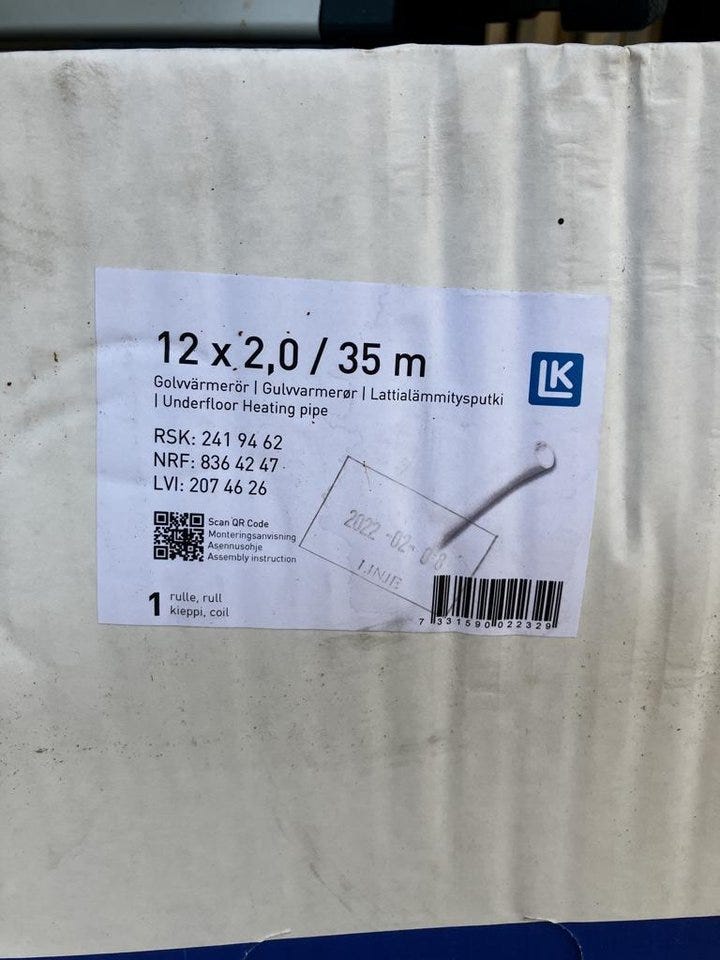 12 x 2,0 / 35 m
LK
Golvvärmerör | Gulvvarmerør | Lattialämmitysputki
| Underfloor Heating pipe
RSK: 241 94 62
NRF: 836 42 47
LVI: 207 46 26
2022 -02- 08
LINJE
Scan QR Code
Monteringsanvisning
Asennusohje
Assembly instruction
1 rulle, rull
kieppi, coil
7 331590 022329